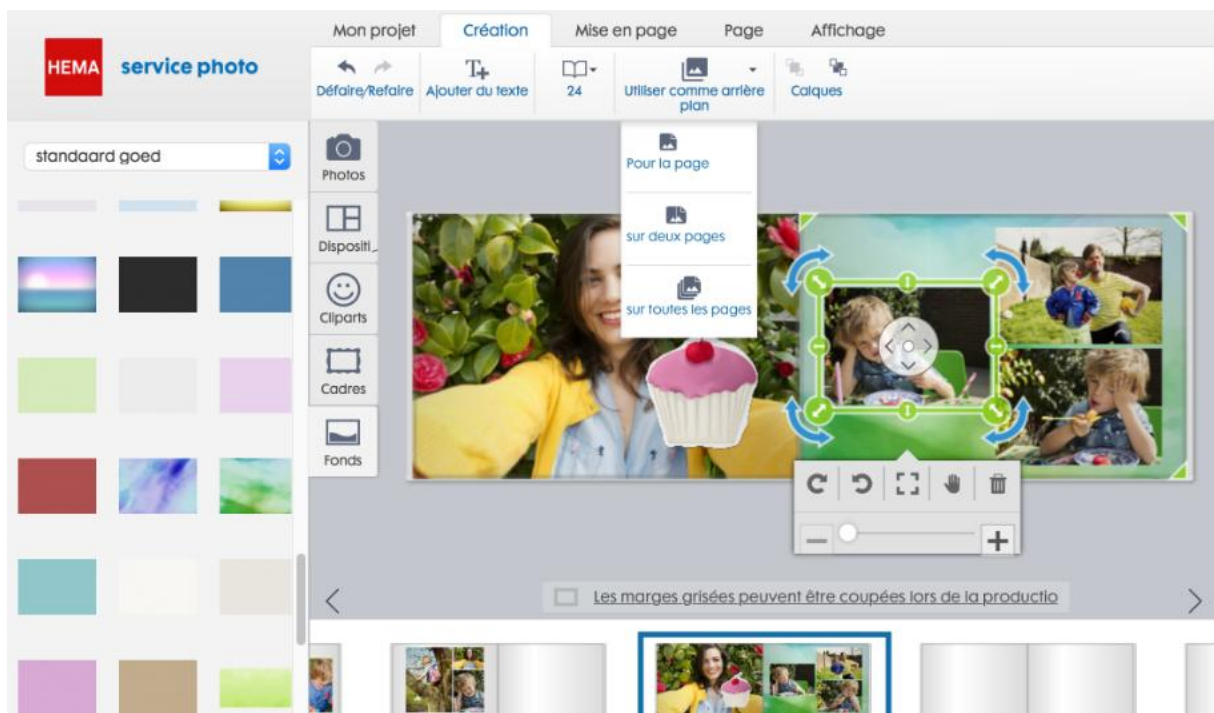 Mon projet
Création
Mise en page
Page
Affichage
HEMA
service photo
Défaire/Refaire
Ajouter du texte
24
Utiliser comme arrière
plan
Calques
standaard goed
Photos
Dispositi_
Cliparts
Cadres
Fonds
Pour la page
sur deux pages
sur toutes les pages
Les marges grisées peuvent être coupées lors de la productio